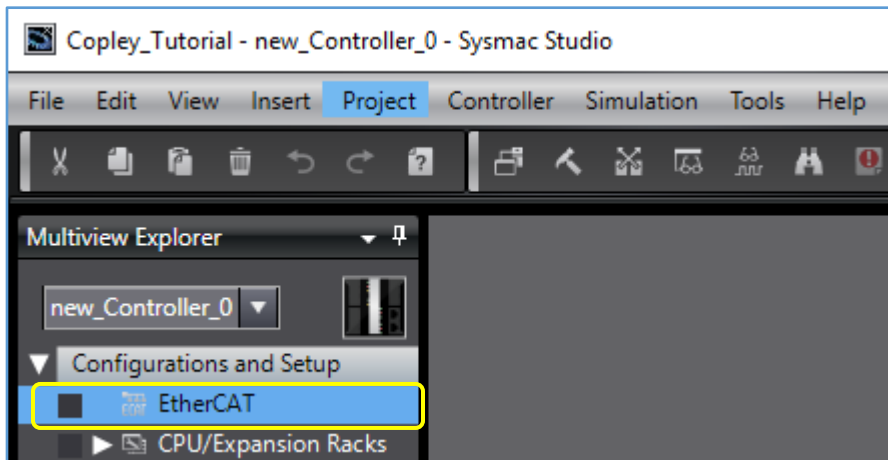 Copley_Tutorial - new_Controller_0 - Sysmac Studio
File Edit View Insert Project Controller Simulation Tools Help
Multiview Explorer
new_Controller_0
Configurations and Setup
EtherCAT
CPU/Expansion Racks